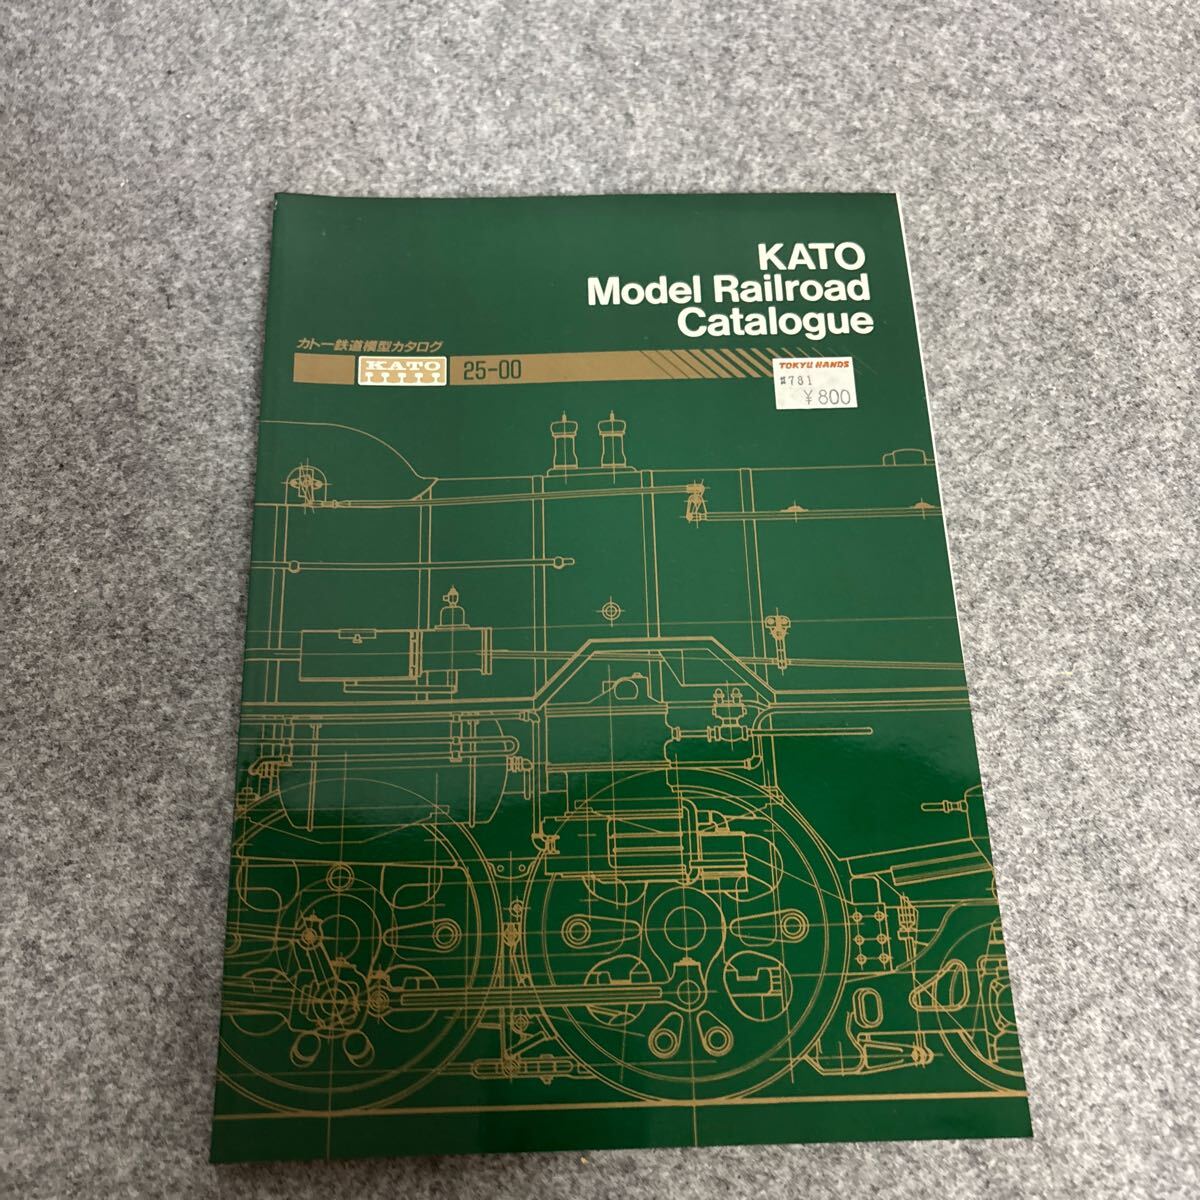 KATO
Model Railroad
Catalogue
カトー鉄道模型カタログ
KATO
25-00
TOKYU HANDS
#781
¥800